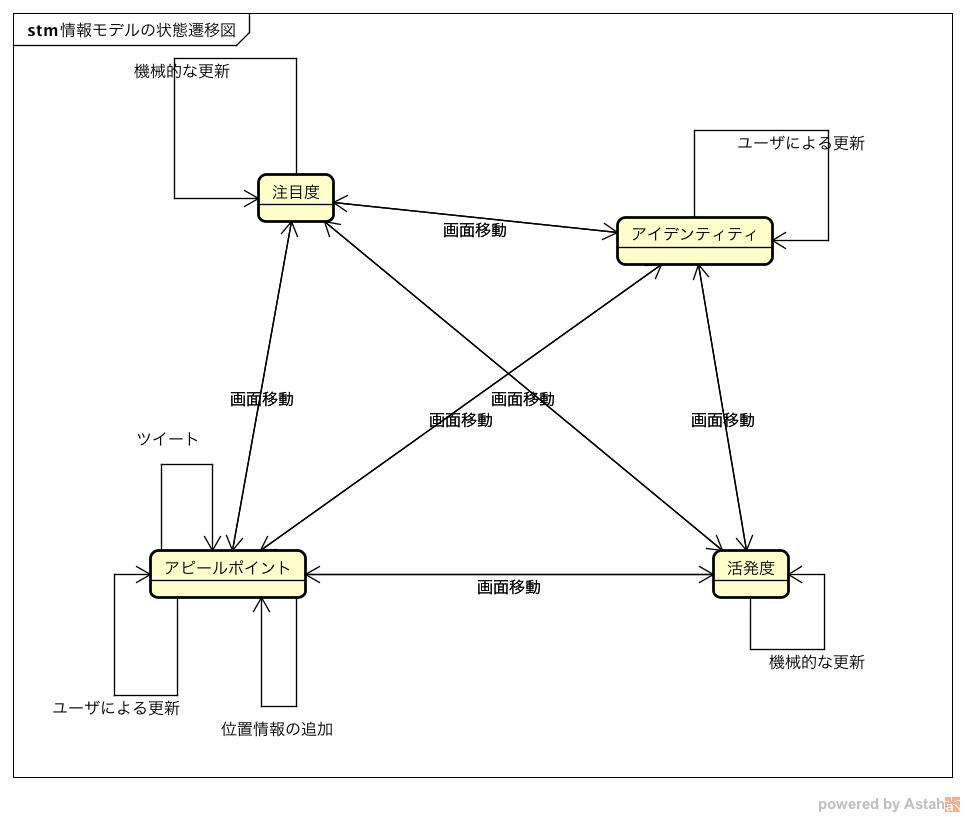 stm 情報モデルの状態遷移図
機械的な更新
ユーザによる更新
注目度
画面移動
アイデンティティ
画面移動
画面移動
画面移動
画面移動
ツイート
アピールポイント
画面移動
活発度
機械的な更新
ユーザによる更新
位置情報の追加
powered by Astah